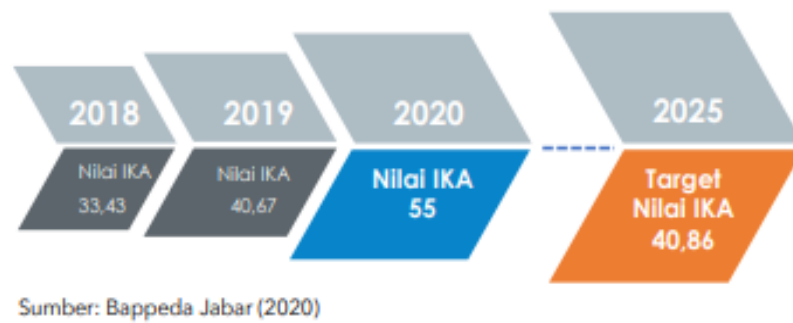 2018
2019
2020
2025
Nilai IKA
33,43
Nilai IKA
40,67
Nilai IKA
55
Target
Nilai IKA
40,86
Sumber: Bappeda Jabar (2020)